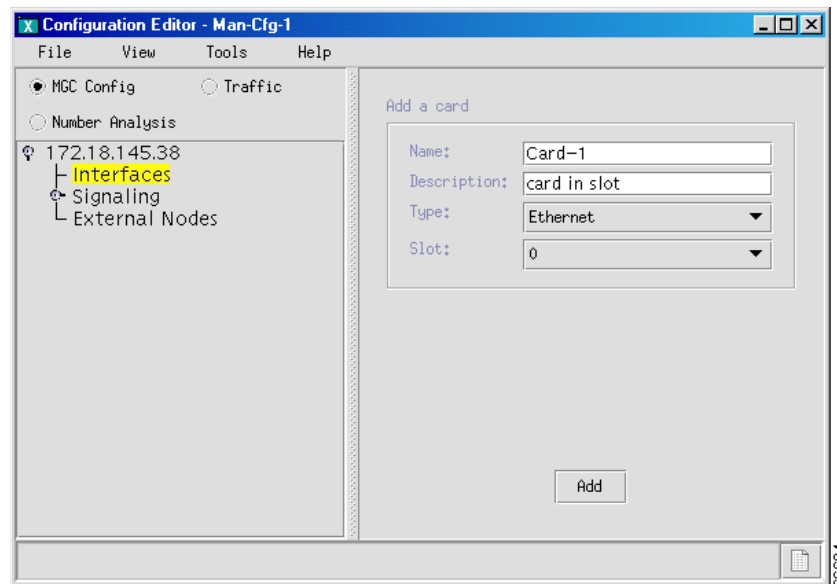 Configuration Editor - Man-Cfg-1
File View Tools Help
MGC Config Traffic
Number Analysis
172.18.145.38
Interfaces
Signaling
External Nodes
Add a card
Name: Card-1
Description: card in slot
Type: Ethernet
Slot: 0
Add